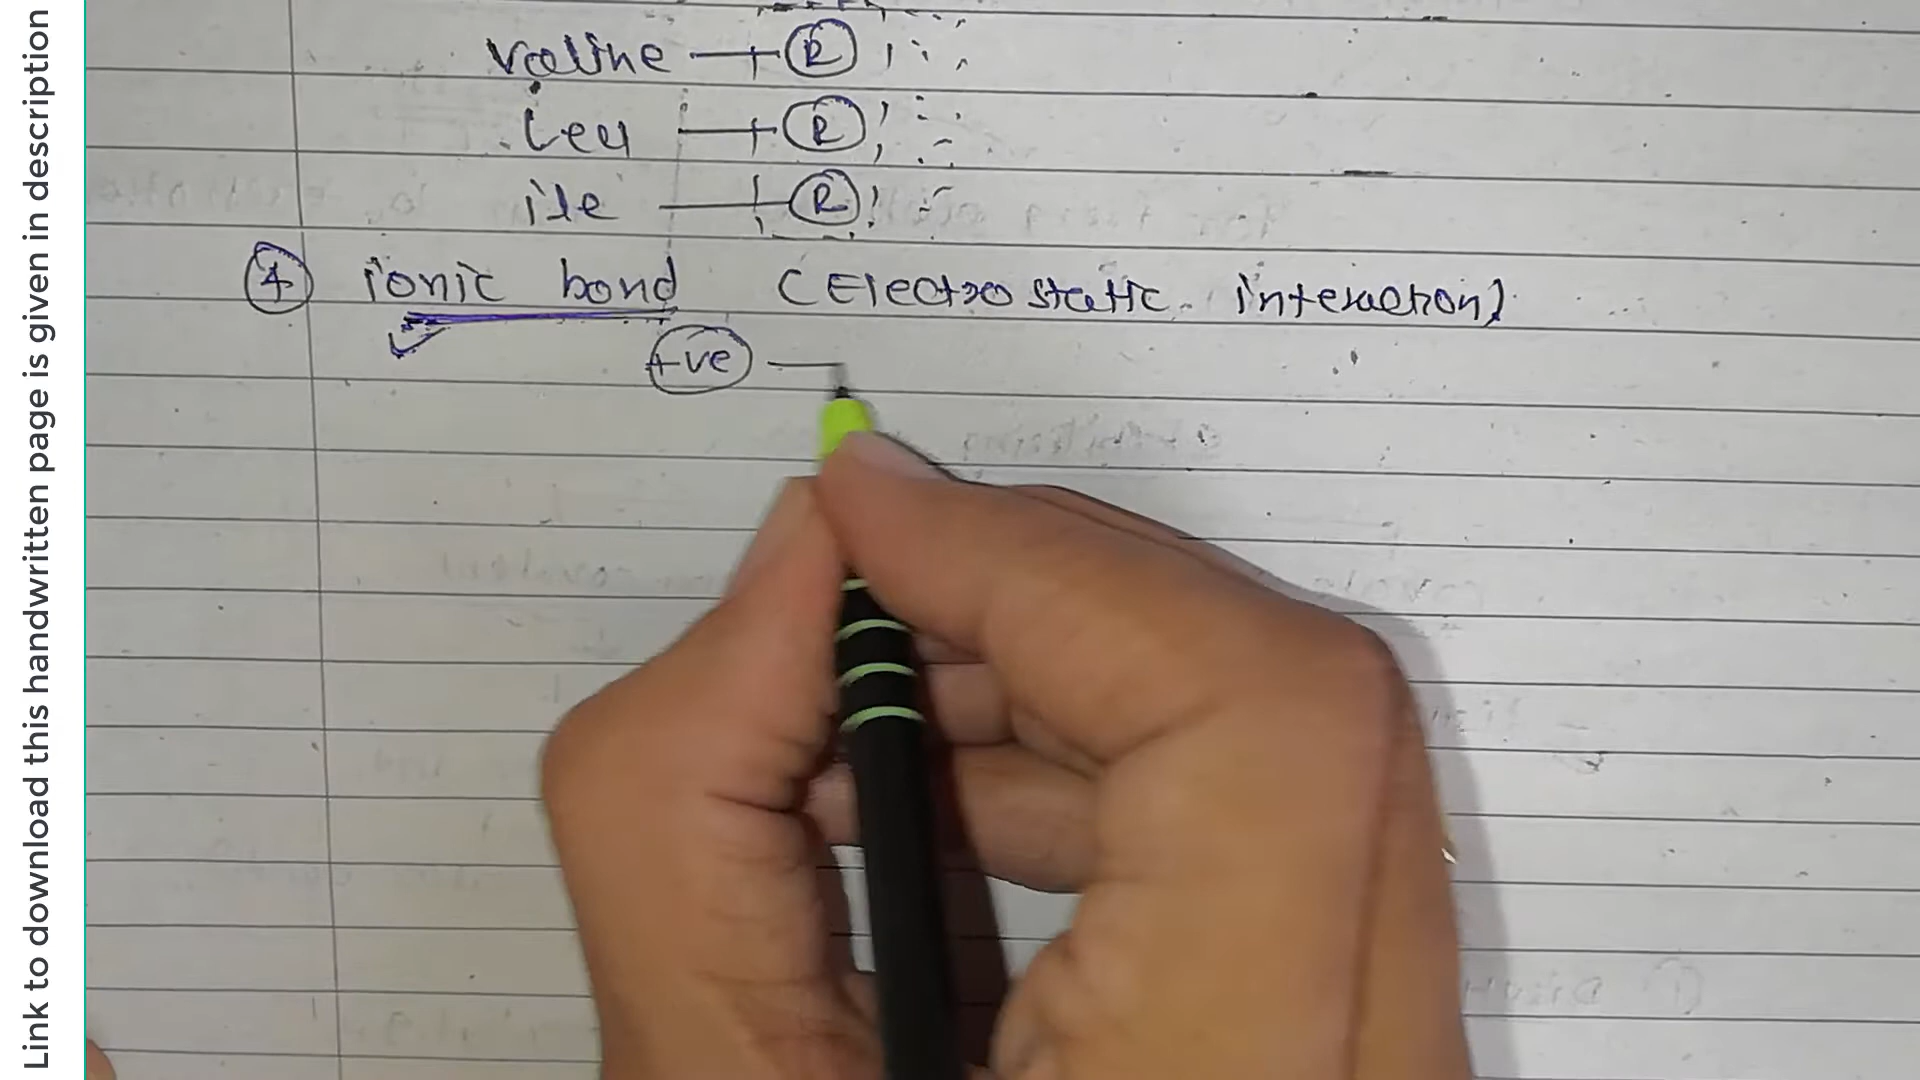 Link to download this handwritten page is given in description
Valine — R
Leu — R
ile — R
4 ionic bond (Electrostatic interaction)
+ve —